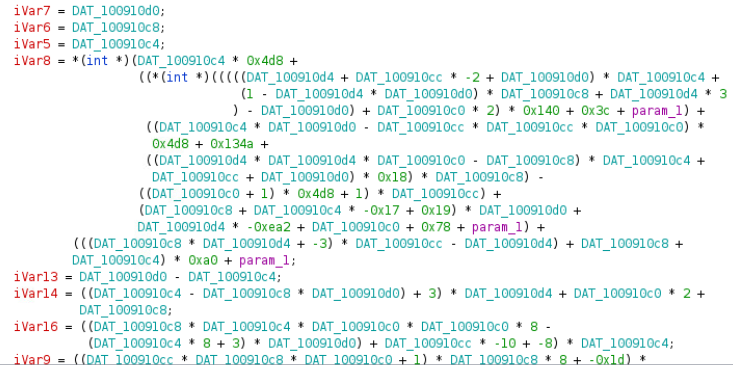 iVar7 = DAT_100910d0;
iVar6 = DAT_100910c8;
iVar5 = DAT_100910c4;
iVar8 = *(int *)(DAT_100910c4 * 0x4d8 +
((*(int *)(((((DAT_100910d4 + DAT_100910cc * -2 + DAT_100910d0) * DAT_100910c4 +
(1 - DAT_100910d4 * DAT_100910d0) * DAT_100910c8 + DAT_100910d4 * 3
) - DAT_100910d0) + DAT_100910c0 * 2) * 0x140 + 0x3c + param_1) +
((DAT_100910c4 * DAT_100910d0 - DAT_100910cc * DAT_100910cc * DAT_100910c0) *
0x4d8 + 0x134a +
((DAT_100910d4 * DAT_100910d4 * DAT_100910c0 - DAT_100910c8) * DAT_100910c4 +
DAT_100910cc + DAT_100910d0) * 0x18) * DAT_100910c8) -
((DAT_100910c0 + 1) * 0x4d8 + 1) * DAT_100910cc) +
(DAT_100910c8 + DAT_100910c4 * -0x17 + 0x19) * DAT_100910d0 +
DAT_100910d4 * -0xea2 + DAT_100910c0 + 0x78 + param_1) +
(((DAT_100910c8 * DAT_100910d4 + -3) * DAT_100910cc - DAT_100910d4) + DAT_100910c8 +
DAT_100910c4) * 0xa0 + param_1;
iVar13 = DAT_100910d0 - DAT_100910c4;
iVar14 = ((DAT_100910c4 - DAT_100910c8 * DAT_100910d0) + 3) * DAT_100910d4 + DAT_100910c0 * 2 +
DAT_100910c8;
iVar16 = ((DAT_100910c8 * DAT_100910c4 * DAT_100910c0 * DAT_100910c0 * 8 -
(DAT_100910c4 * 8 + 3) * DAT_100910d0) + DAT_100910cc * -10 + -8) * DAT_100910c4;
iVar9 = ((DAT_100910cc * DAT_100910c8 * DAT_100910c0 + 1) * DAT_100910c8 * 8 + -0x1d) *